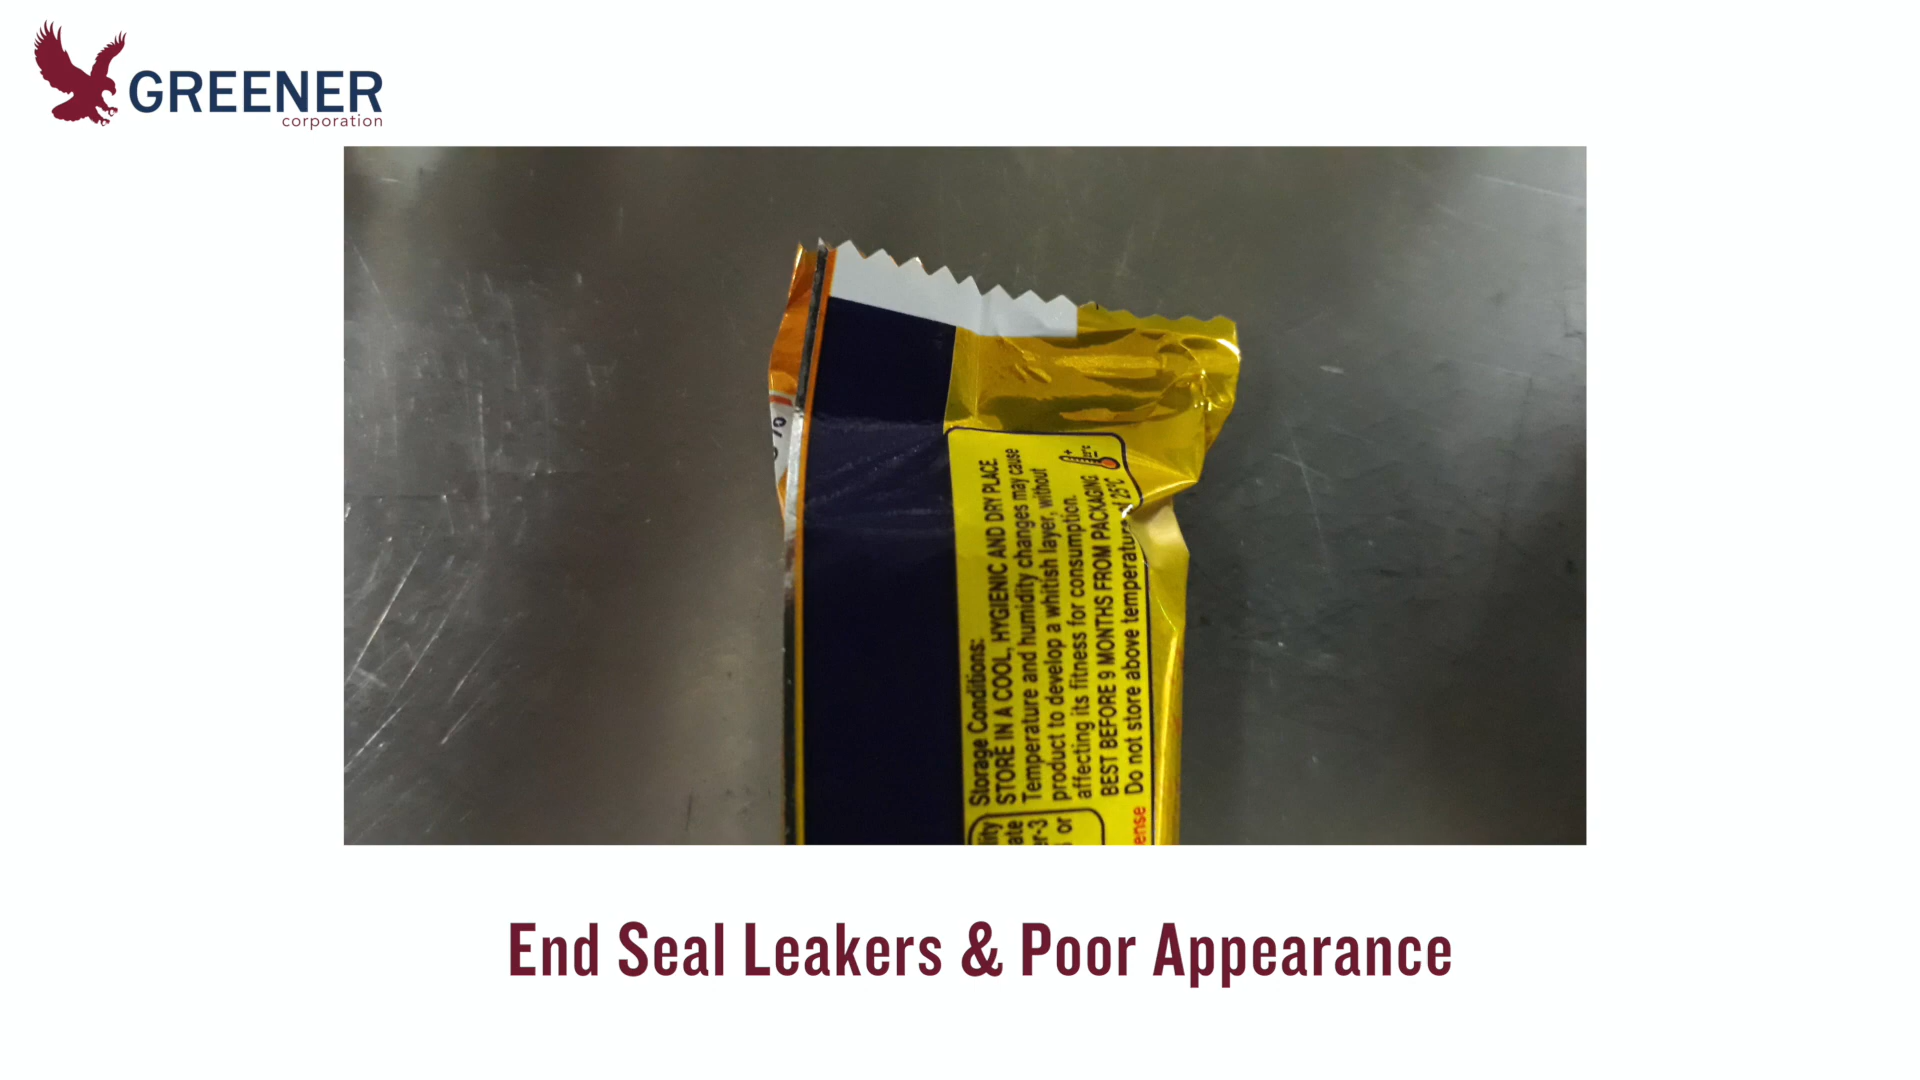 GREENER
corporation
%
Storage Conditions:
STORE IN A COOL, HYGIENIC AND DRY PLACE.
Temperature and humidity changes may cause
product to develop a whitish layer, without
affecting its fitness for consumption.
BEST BEFORE 9 MONTHS FROM PACKAGING
Do not store above temperature of 25°C
End Seal Leakers & Poor Appearance